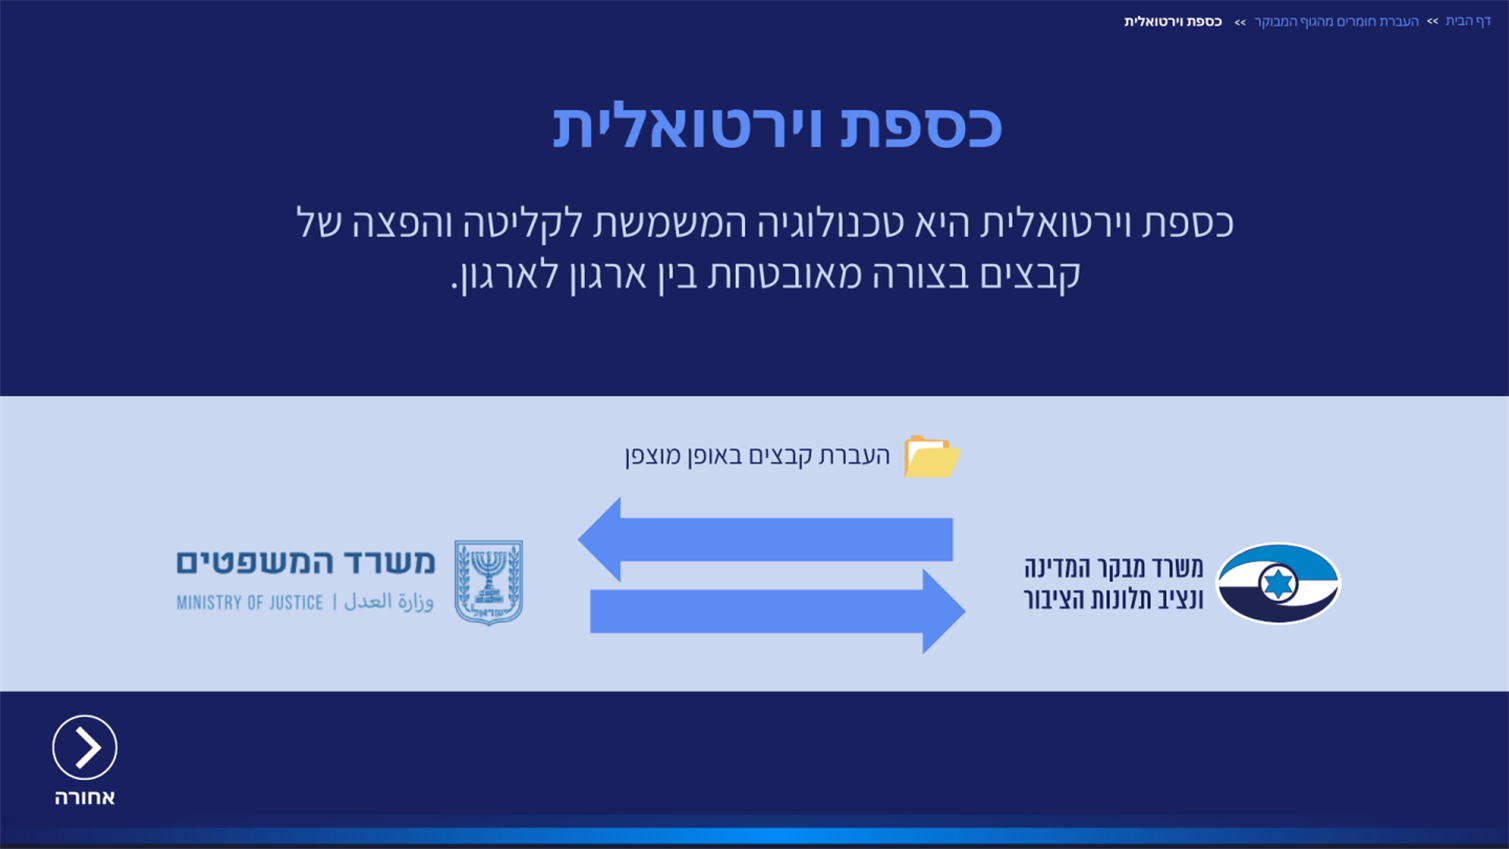 דף הבית >> העברת חומרים מהגוף המבוקר >> כספת וירטואלית
כספת וירטואלית
כספת וירטואלית היא טכנולוגיה המשמשת לקליטה והפצה של
קבצים בצורה מאובטחת בין ארגון לארגון.
העברת קבצים באופן מוצפן
משרד מבקר המדינה
ונציב תלונות הציבור
משרד המשפטים
MINISTRY OF JUSTICE | وزارة العدل
ישראל
אחורה